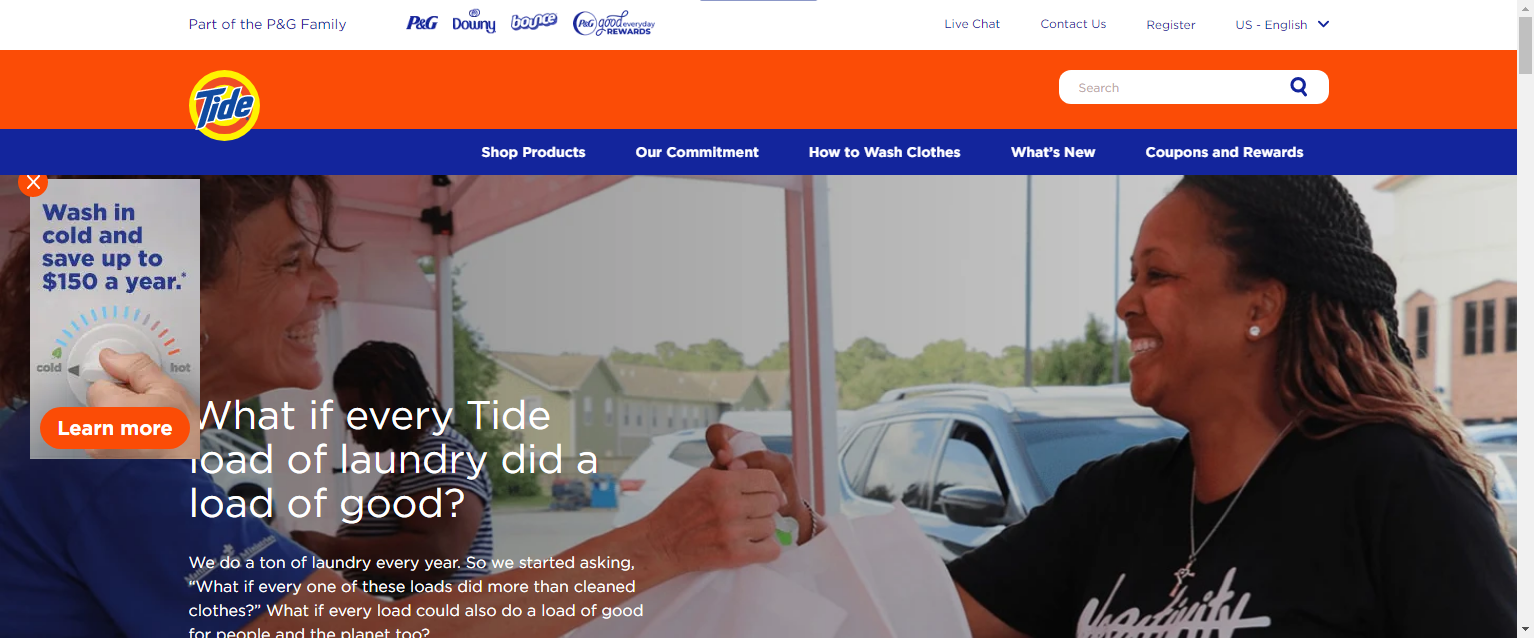 Part of the P&G Family
P&G
Downy
bounce
P&G good everyday
REWARDS
Live Chat
Contact Us
Register
US - English
Tide
Search
Shop Products
Our Commitment
How to Wash Clothes
What's New
Coupons and Rewards
Wash in
cold and
save up to
$150 a year.*
cold
hot
Learn more
What if every Tide
load of laundry did a
load of good?
We do a ton of laundry every year. So we started asking,
“What if every one of these loads did more than cleaned
clothes?” What if every load could also do a load of good
for people and the planet too?